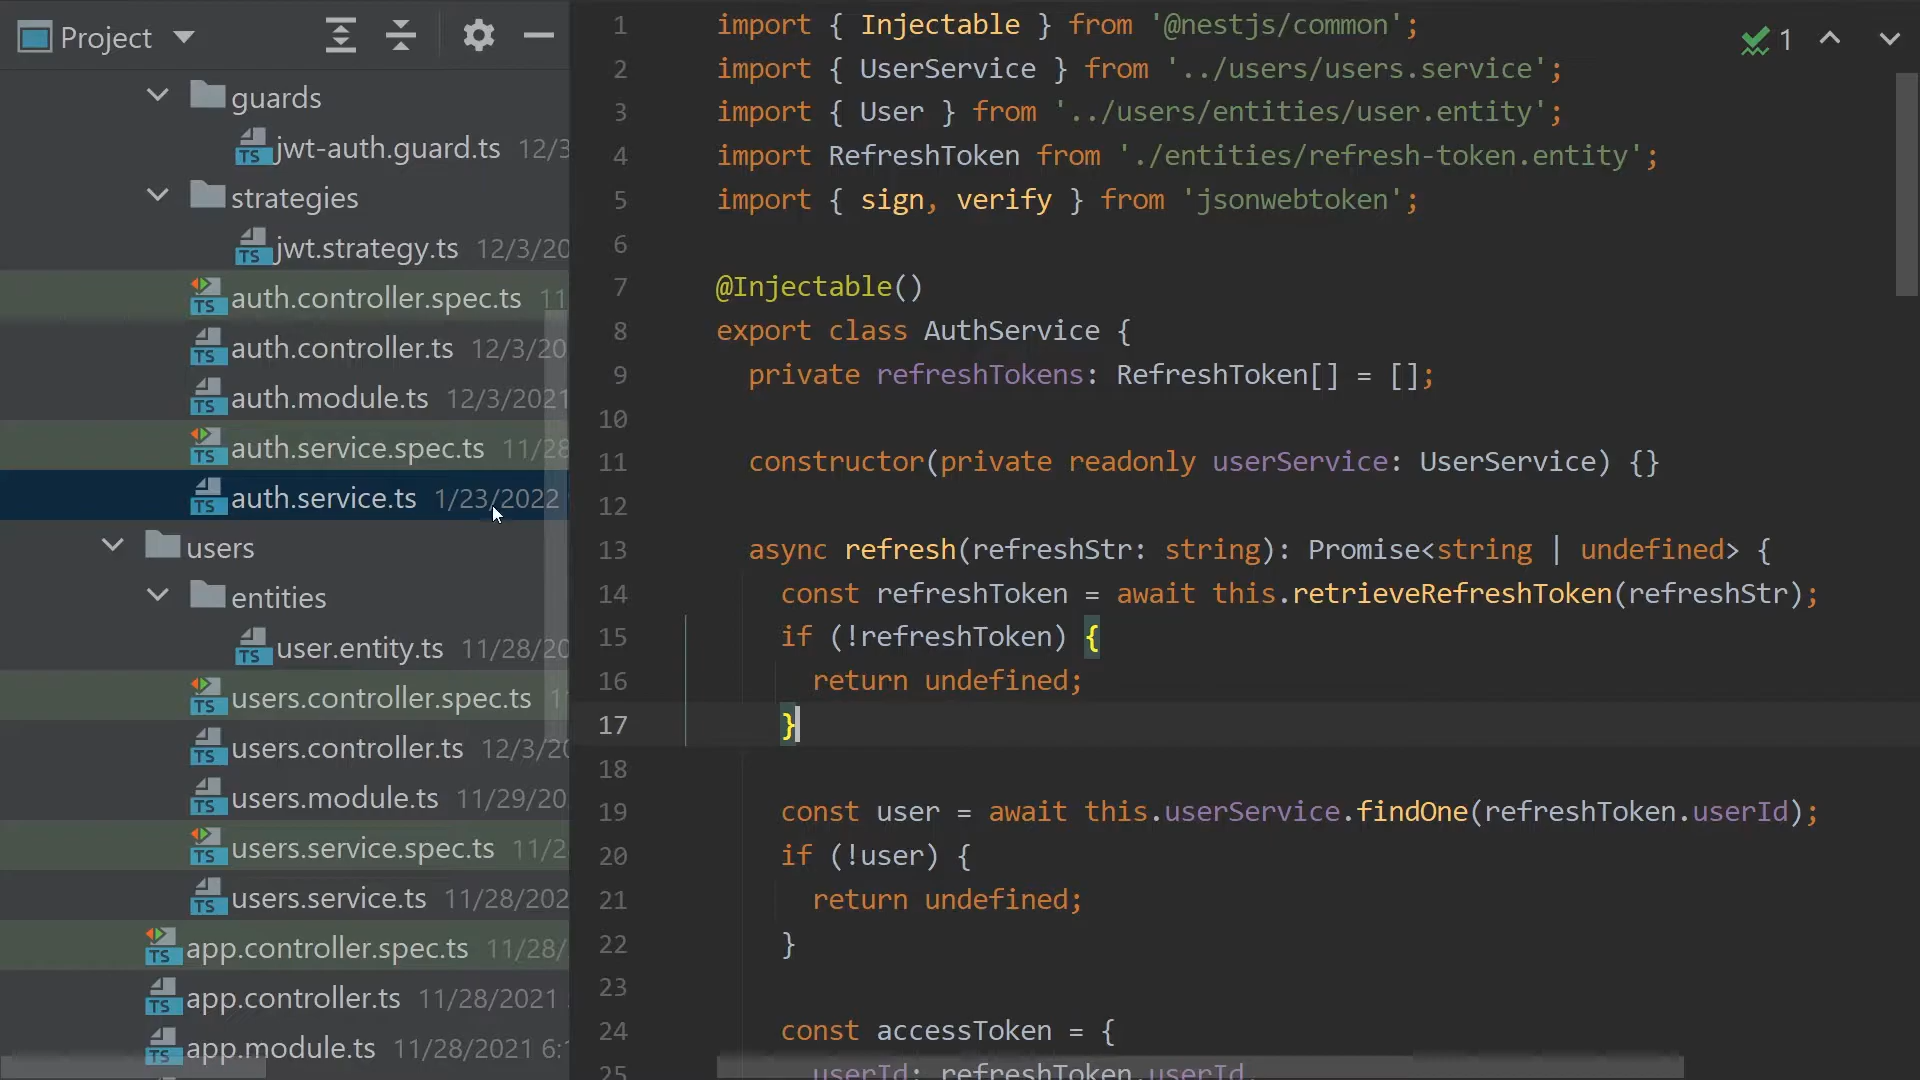 Project
guards
jwt-auth.guard.ts 12/3
strategies
jwt.strategy.ts 12/3/20
auth.controller.spec.ts 11
auth.controller.ts 12/3/20
auth.module.ts 12/3/2021
auth.service.spec.ts 11/28
auth.service.ts 1/23/2022
users
entities
user.entity.ts 11/28/20
users.controller.spec.ts 1
users.controller.ts 12/3/20
users.module.ts 11/29/20
users.service.spec.ts 11/2
users.service.ts 11/28/202
app.controller.spec.ts 11/28/
app.controller.ts 11/28/2021
app.module.ts 11/28/2021 6:
1 import { Injectable } from '@nestjs/common';
2 import { UserService } from '../users/users.service';
3 import { User } from '../users/entities/user.entity';
4 import RefreshToken from './entities/refresh-token.entity';
5 import { sign, verify } from 'jsonwebtoken';
6
7 @Injectable()
8 export class AuthService {
9 private refreshTokens: RefreshToken[] = [];
10
11 constructor(private readonly userService: UserService) {}
12
13 async refresh(refreshStr: string): Promise<string | undefined> {
14 const refreshToken = await this.retrieveRefreshToken(refreshStr);
15 if (!refreshToken) {
16 return undefined;
17 }
18
19 const user = await this.userService.findOne(refreshToken.userId);
20 if (!user) {
21 return undefined;
22 }
23
24 const accessToken = {
25 userId: refreshToken.userId,
1